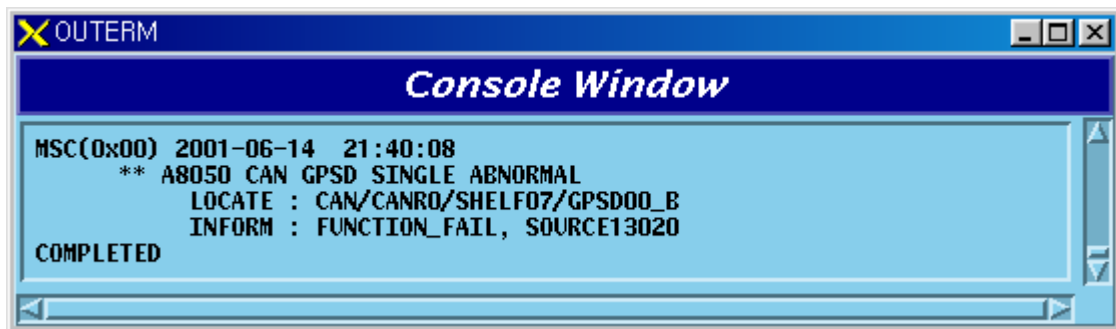 OUTERM
Console Window
MSC(0x00) 2001-06-14 21:40:08
** A8050 CAN GPSD SINGLE ABNORMAL
LOCATE : CAN/CANRO/SHELF07/GPSD00_B
INFORM : FUNCTION_FAIL, SOURCE13020
COMPLETED